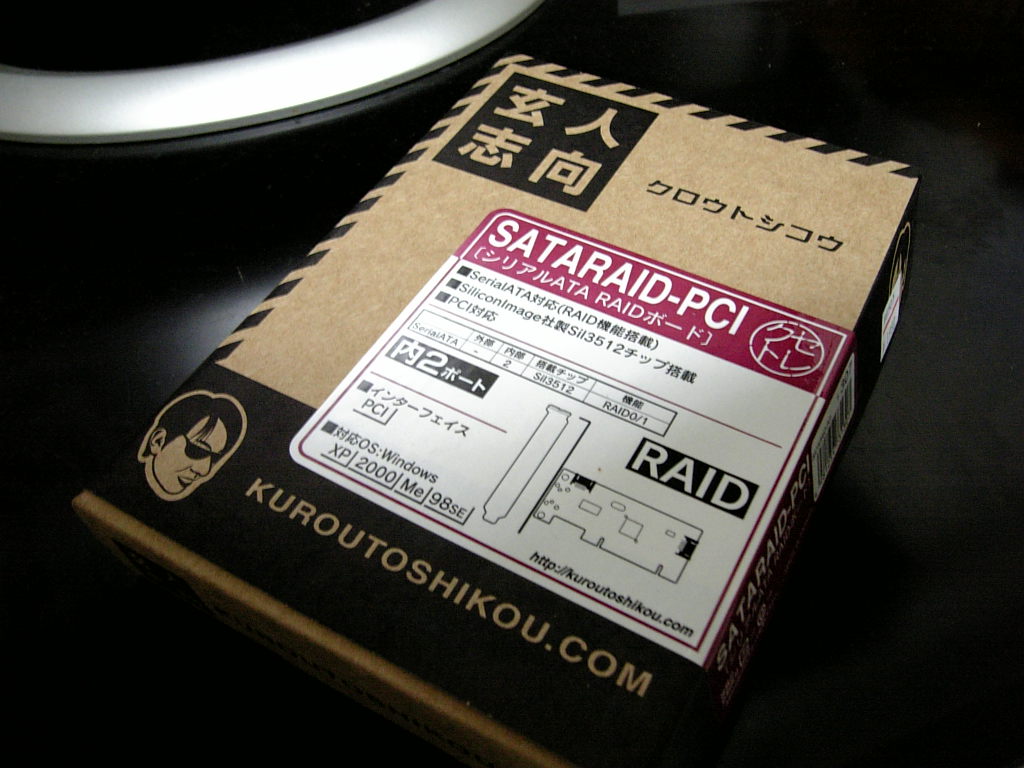 玄人
志向
クロウトシコウ
SATARAID-PCI
［シリアルATA RAIDボード］
クセ
トレ
■SerialATA対応(RAID機能搭載)
■SiliconImage社製SiI3512チップ搭載
■PCI対応
外部 内部 搭載チップ 機能
SerialATA - 2 SiI3512 RAID0/1
内2ポート
■インターフェイス
PCI
RAID
■対応OS:Windows
XP 2000 Me 98SE
http://kuroutoshikou.com
KUROUTOSHIKOU.COM
SATARAID-PCI